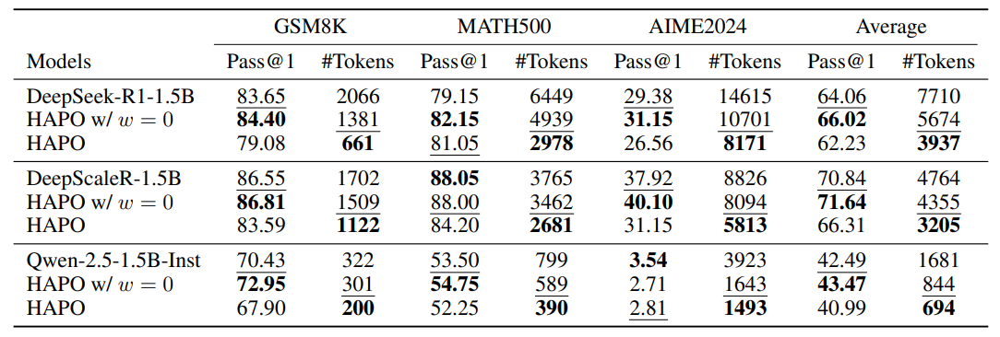 GSM8K MATH500 AIME2024 Average
Models Pass@1 #Tokens Pass@1 #Tokens Pass@1 #Tokens Pass@1 #Tokens
DeepSeek-R1-1.5B 83.65 2066 79.15 6449 29.38 14615 64.06 7710
HAPO w/ w = 0 84.40 1381 82.15 4939 31.15 10701 66.02 5674
HAPO 79.08 661 81.05 2978 26.56 8171 62.23 3937
DeepScaleR-1.5B 86.55 1702 88.05 3765 37.92 8826 70.84 4764
HAPO w/ w = 0 86.81 1509 88.00 3462 40.10 8094 71.64 4355
HAPO 83.59 1122 84.20 2681 31.15 5813 66.31 3205
Qwen-2.5-1.5B-Inst 70.43 322 53.50 799 3.54 3923 42.49 1681
HAPO w/ w = 0 72.95 301 54.75 589 2.71 1643 43.47 844
HAPO 67.90 200 52.25 390 2.81 1493 40.99 694